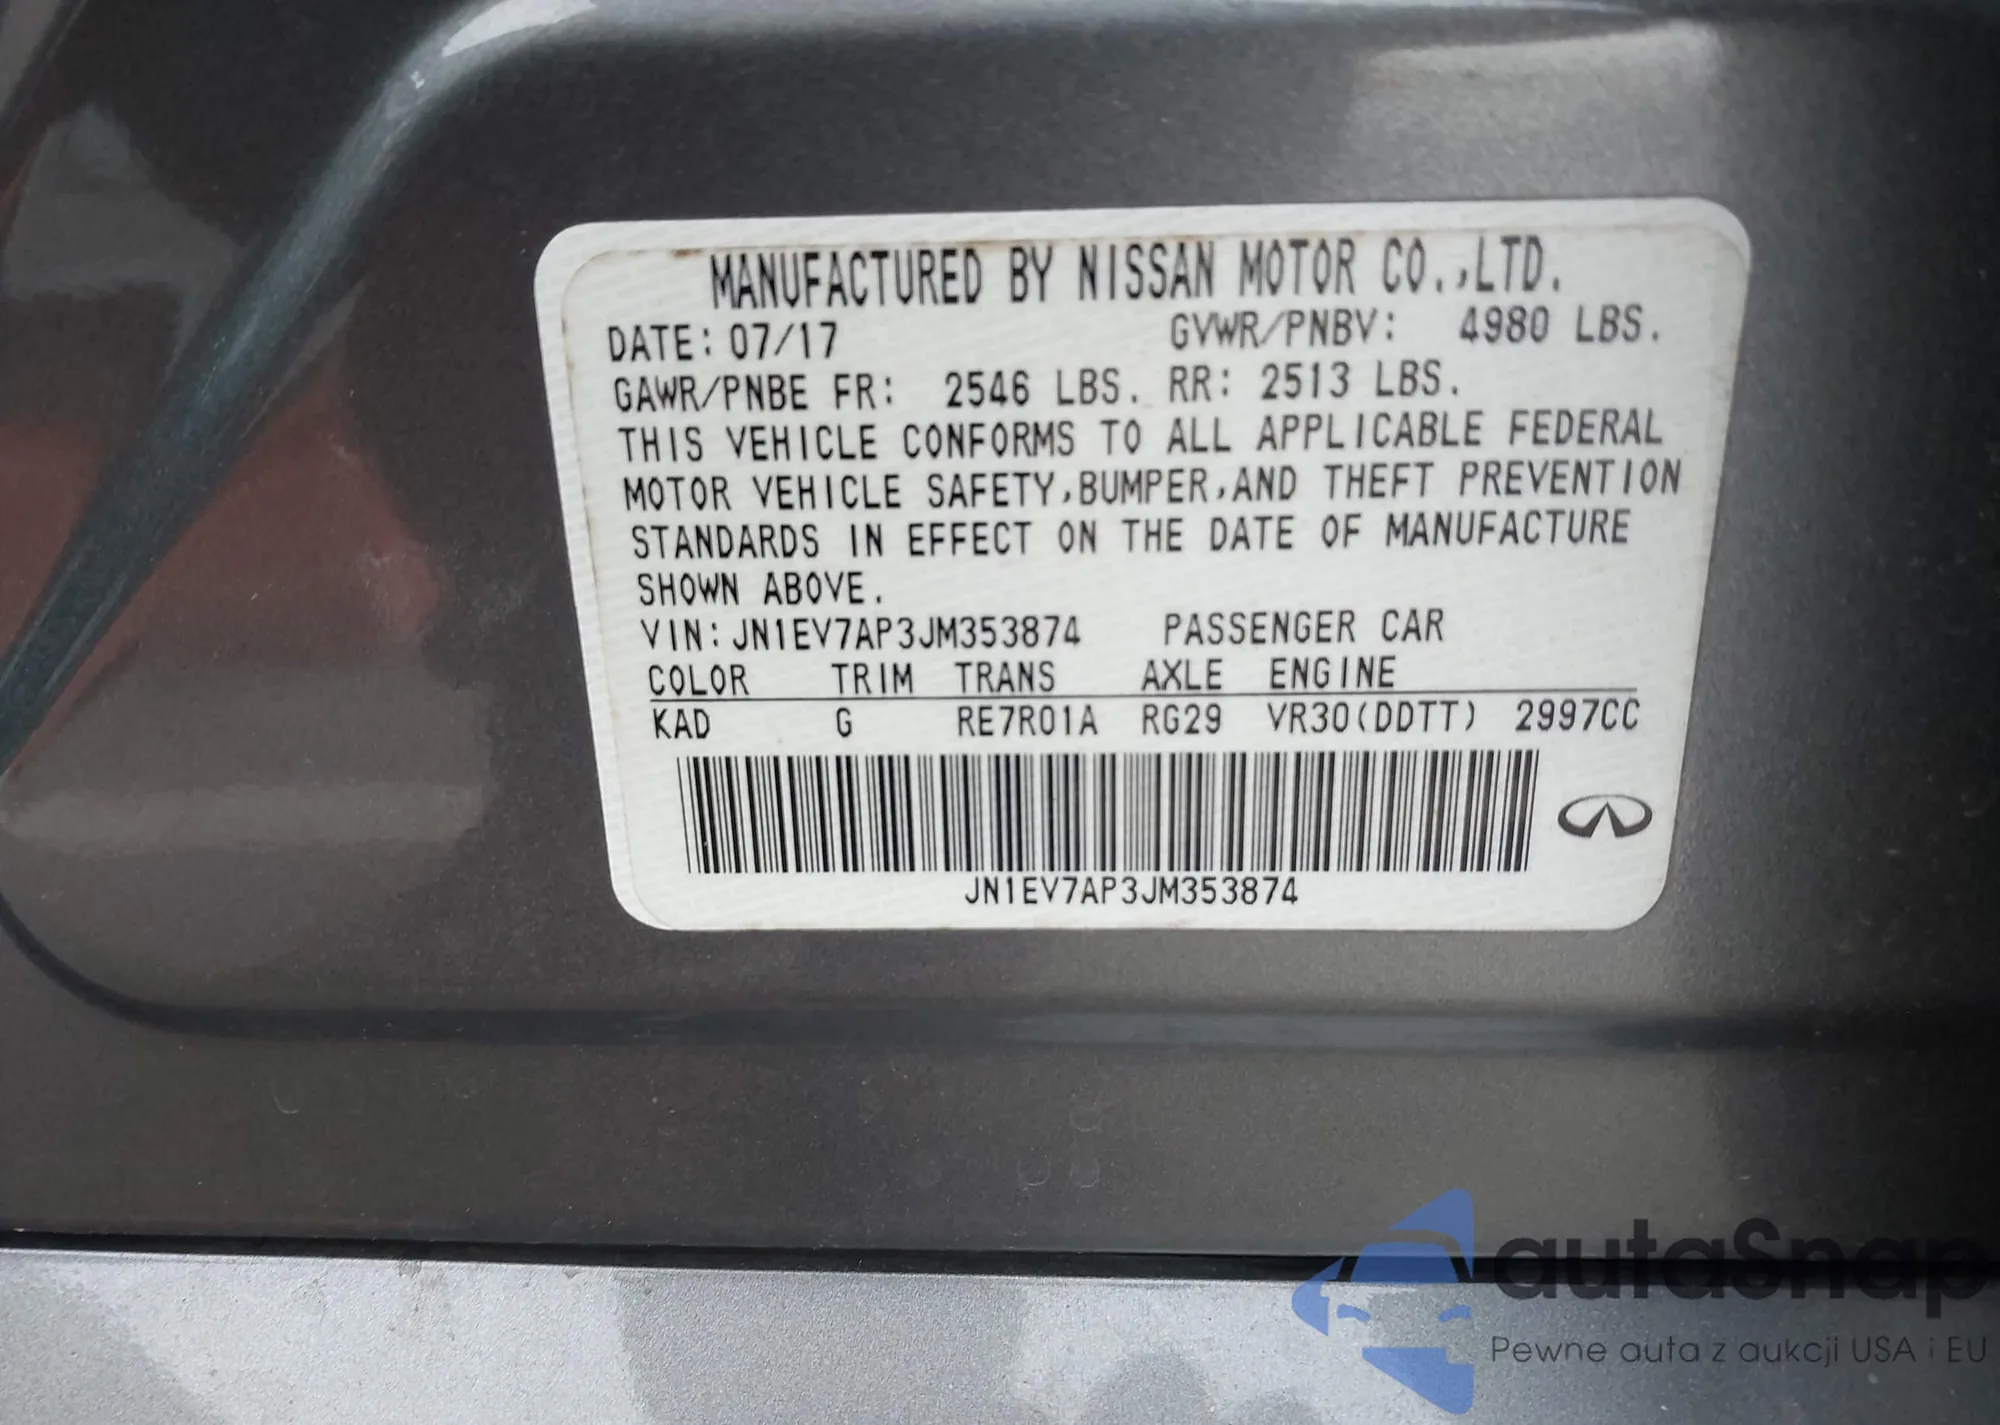 MANUFACTURED BY NISSAN MOTOR CO.,LTD.
DATE: 07/17 GVWR/PNBV: 4980 LBS.
GAWR/PNBE FR: 2546 LBS. RR: 2513 LBS.
THIS VEHICLE CONFORMS TO ALL APPLICABLE FEDERAL
MOTOR VEHICLE SAFETY,BUMPER,AND THEFT PREVENTION
STANDARDS IN EFFECT ON THE DATE OF MANUFACTURE
SHOWN ABOVE.
VIN: JN1EV7AP3JM353874 PASSENGER CAR
COLOR TRIM TRANS AXLE ENGINE
KAD G RE7R01A RG29 VR30(DDTT) 2997CC
JN1EV7AP3JM353874
autaSnap
Pewne auta z aukcji USA i EU